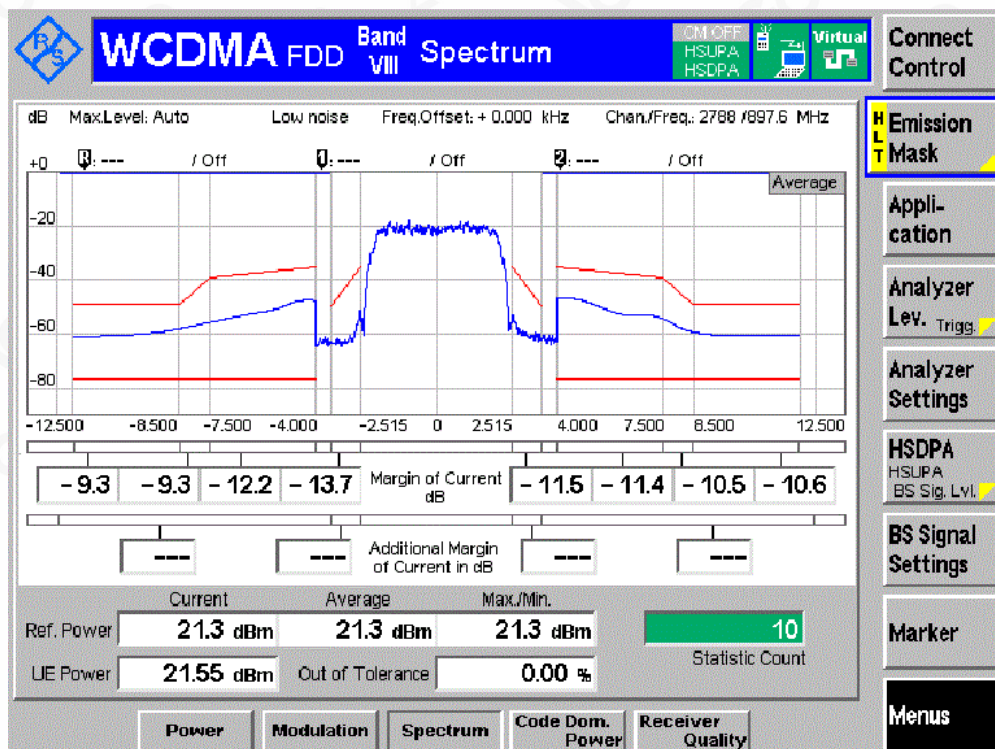 R/S
WCDMA FDD Band VIII Spectrum
CM OFF
HSUPA
HSDPA
Virtual
Connect Control
dB Max.Level: Auto Low noise Freq.Offset: + 0.000 kHz Chan./Freq.: 2788 /897.6 MHz
HLT
Emission Mask
R: --- / Off 1: --- / Off 2: --- / Off
Average
+0
-20
-40
-60
-80
-12.500 -8.500 -7.500 -4.000 -2.515 0 2.515 4.000 7.500 8.500 12.500
Appli-
cation
Analyzer
Lev. Trigg.
Analyzer
Settings
- 9.3 - 9.3 - 12.2 - 13.7 Margin of Current dB - 11.5 - 11.4 - 10.5 - 10.6
HSDPA
HSUPA
BS Sig. Lvl.
--- --- Additional Margin of Current in dB --- ---
BS Signal
Settings
Current Average Max./Min.
Ref. Power 21.3 dBm 21.3 dBm 21.3 dBm 10
Statistic Count
UE Power 21.55 dBm Out of Tolerance 0.00 %
Marker
Menus
Power Modulation Spectrum Code Dom. Power Receiver Quality